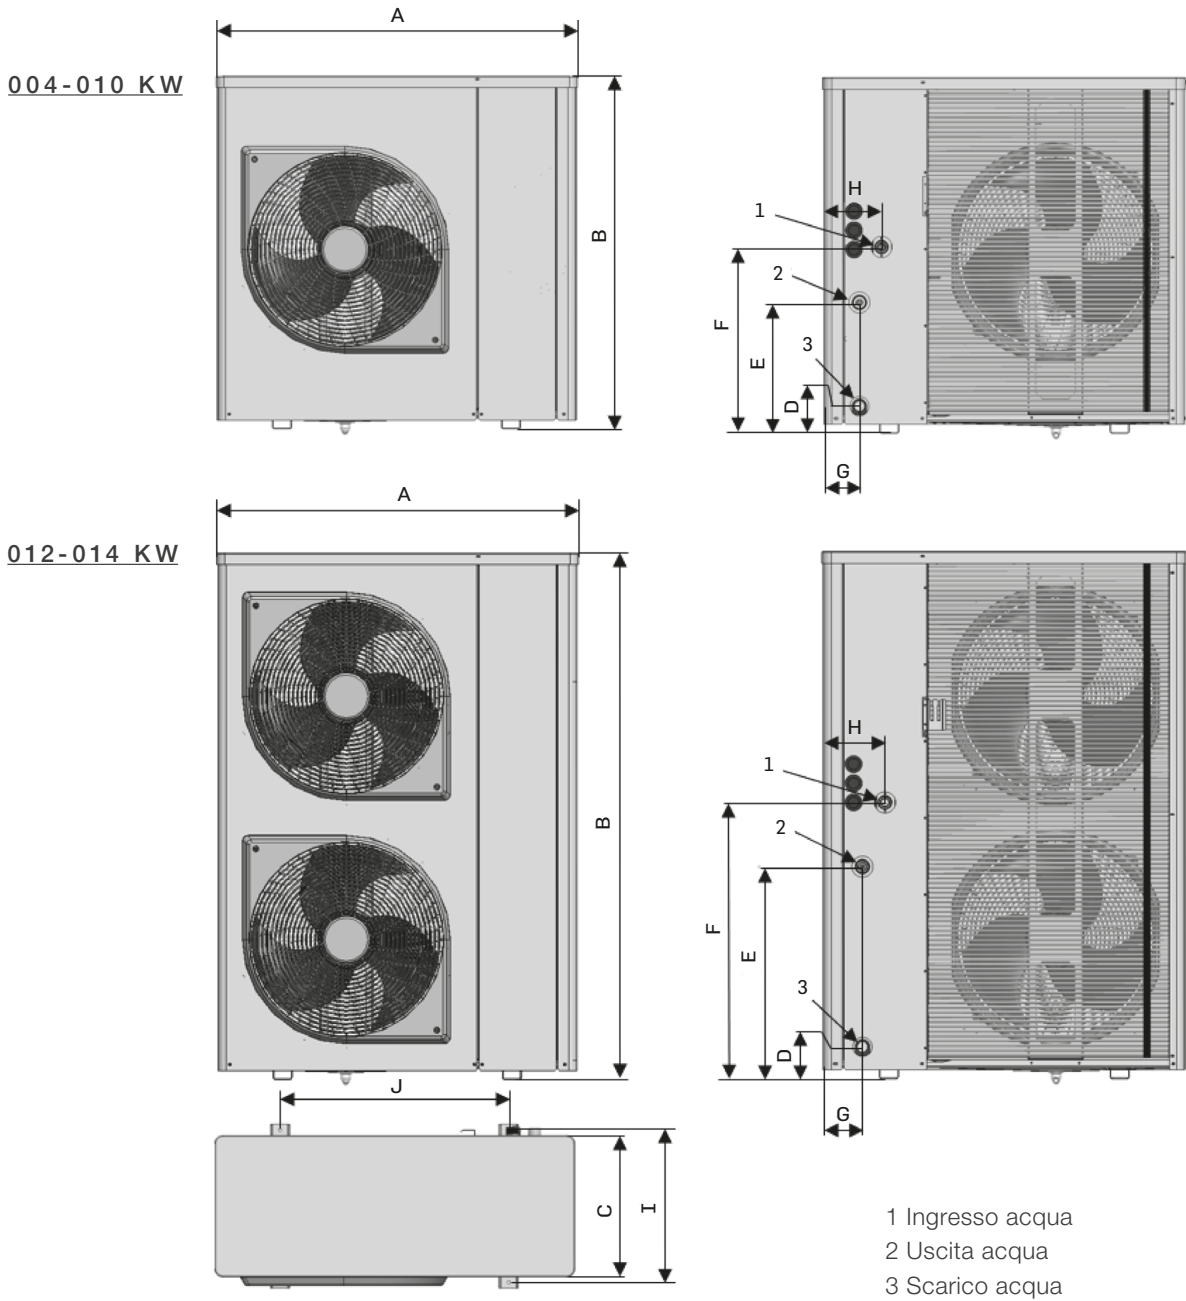 A
004-010 KW
B
H
1
2
F
3
E
D
G
A
012-014 KW
B
H
1
2
F
E
3
D
G
J
C
I
1 Ingresso acqua
2 Uscita acqua
3 Scarico acqua